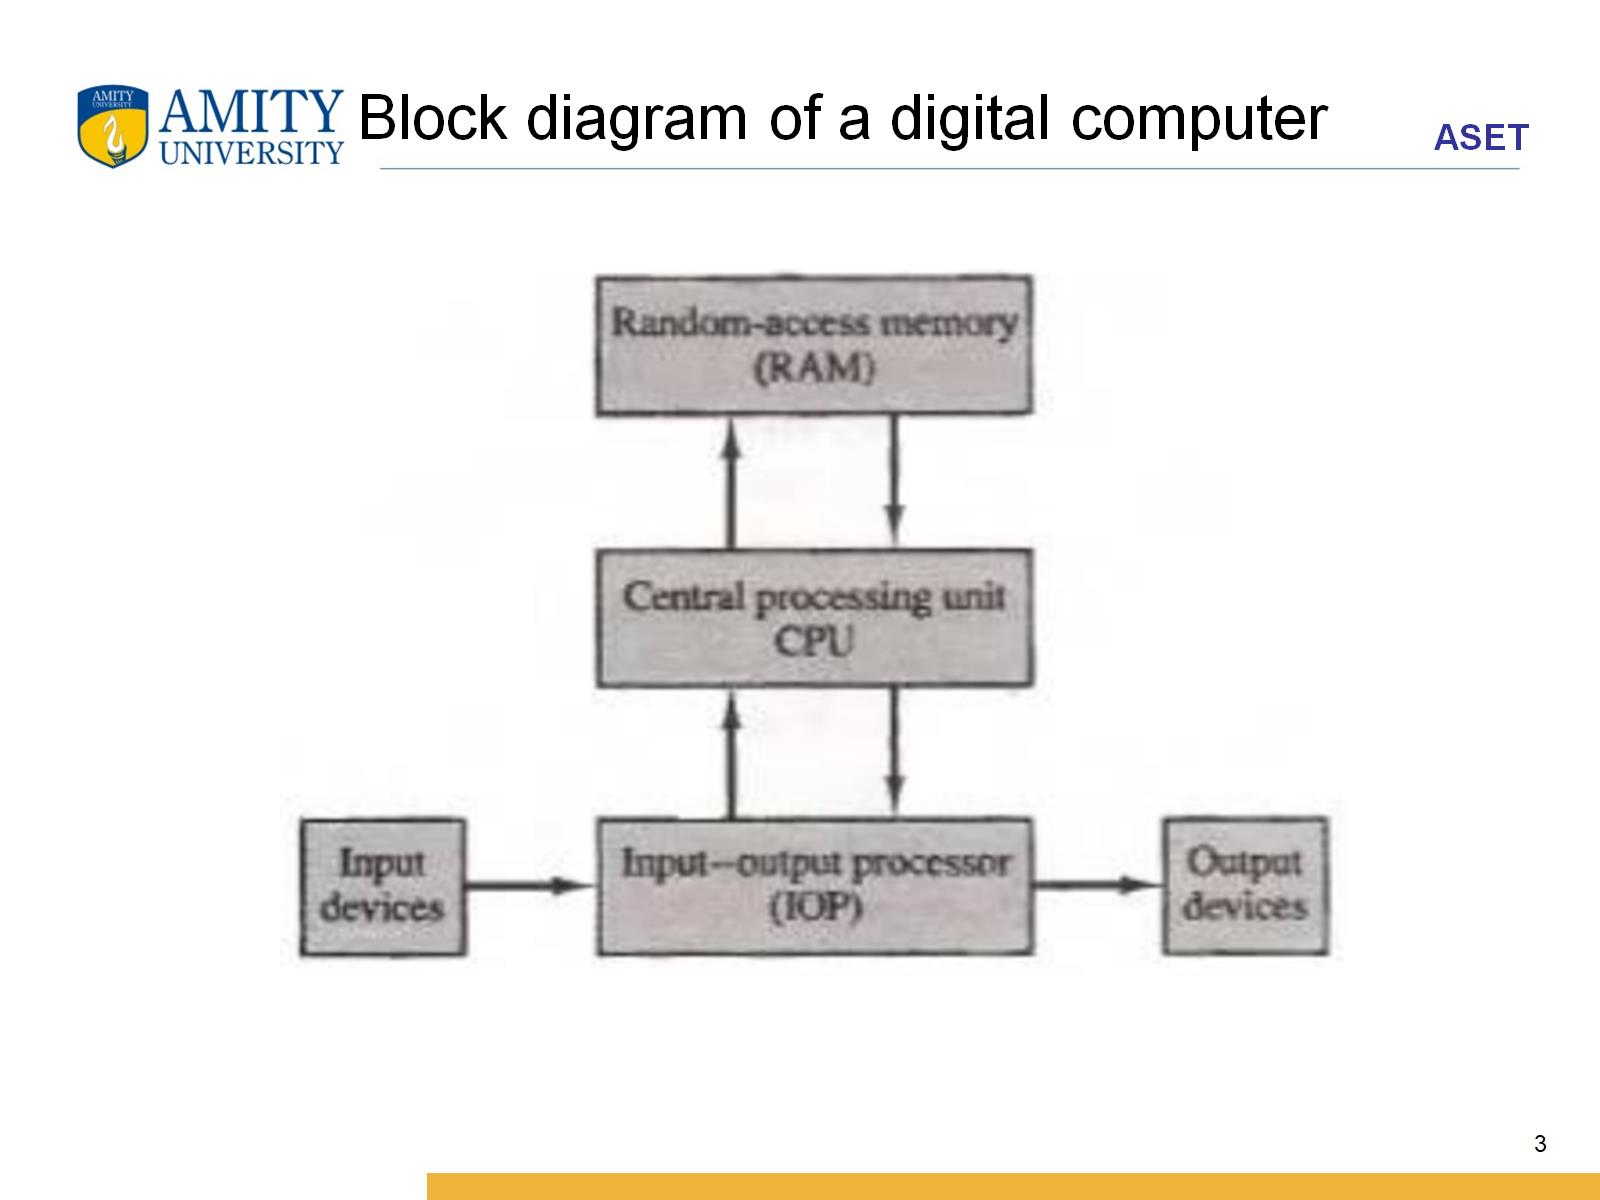 AMITY
UNIVERSITY
AMITY
UNIVERSITY
Block diagram of a digital computer
ASET
Random-access memory
(RAM)
Central processing unit
CPU
Input
devices
Input–output processor
(IOP)
Output
devices
3